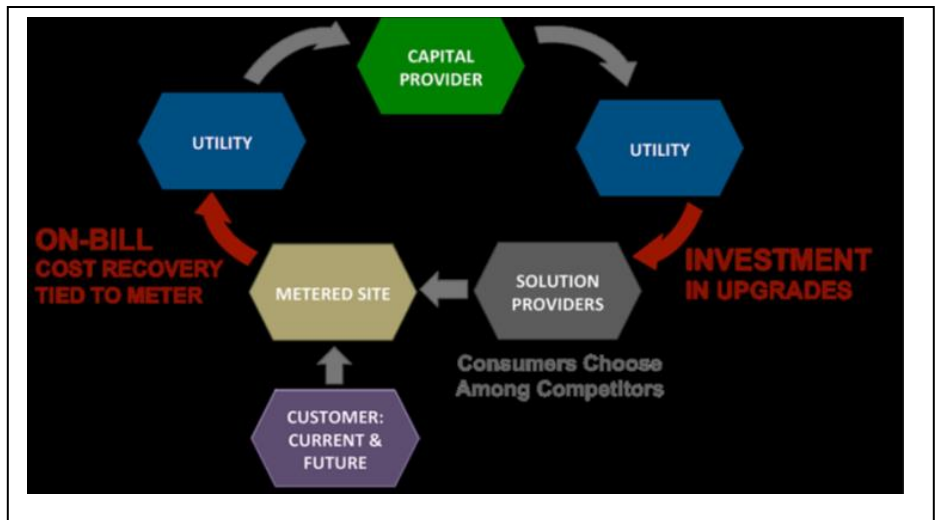 CAPITAL
PROVIDER
UTILITY
UTILITY
ON-BILL
COST RECOVERY
TIED TO METER
METERED SITE
SOLUTION
PROVIDERS
INVESTMENT
IN UPGRADES
Consumers Choose
Among Competitors
CUSTOMER:
CURRENT &
FUTURE